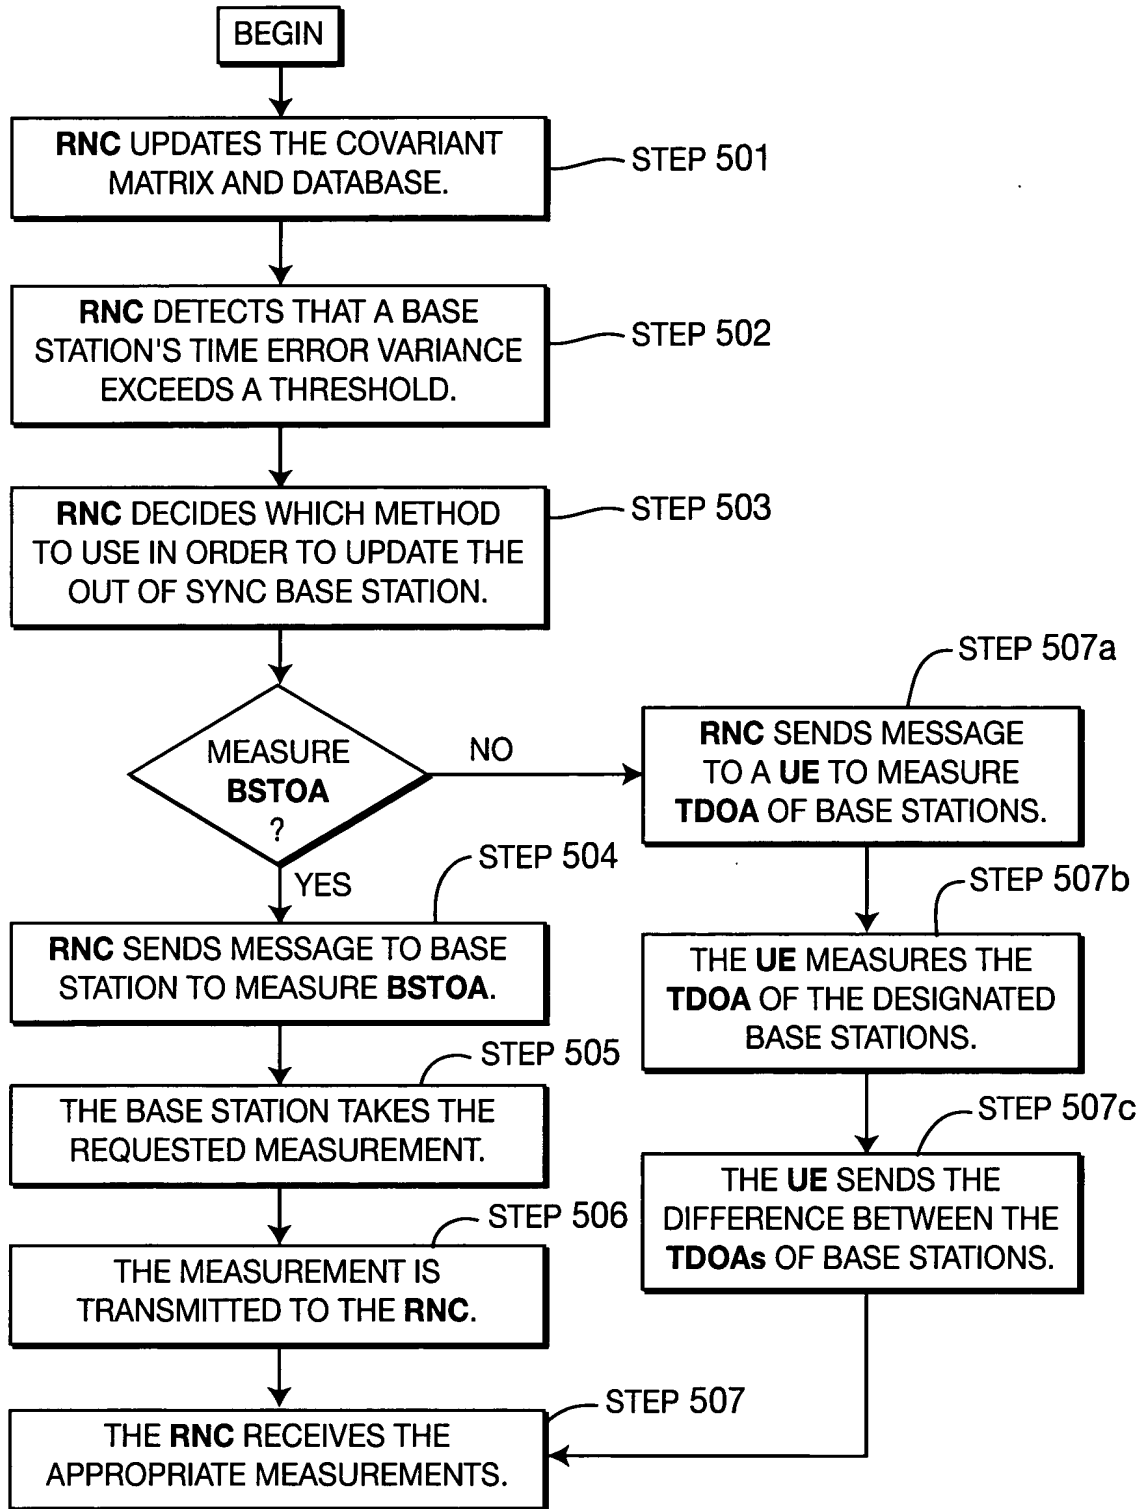 BEGIN
RNC UPDATES THE COVARIANT
MATRIX AND DATABASE.
STEP 501
RNC DETECTS THAT A BASE
STATION'S TIME ERROR VARIANCE
EXCEEDS A THRESHOLD.
STEP 502
RNC DECIDES WHICH METHOD
TO USE IN ORDER TO UPDATE THE
OUT OF SYNC BASE STATION.
STEP 503
MEASURE
BSTOA
?
NO
YES
STEP 507a
RNC SENDS MESSAGE
TO A UE TO MEASURE
TDOA OF BASE STATIONS.
STEP 504
RNC SENDS MESSAGE TO BASE
STATION TO MEASURE BSTOA.
STEP 507b
THE UE MEASURES THE
TDOA OF THE DESIGNATED
BASE STATIONS.
STEP 505
THE BASE STATION TAKES THE
REQUESTED MEASUREMENT.
STEP 507c
THE UE SENDS THE
DIFFERENCE BETWEEN THE
TDOAs OF BASE STATIONS.
STEP 506
THE MEASUREMENT IS
TRANSMITTED TO THE RNC.
STEP 507
THE RNC RECEIVES THE
APPROPRIATE MEASUREMENTS.